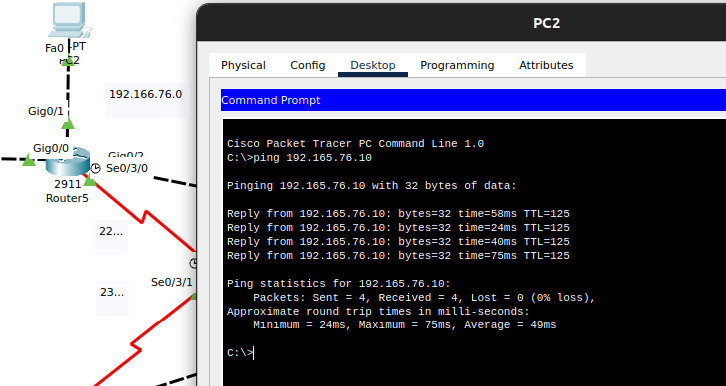 PC2
Physical Config Desktop Programming Attributes
Command Prompt
Cisco Packet Tracer PC Command Line 1.0
C:\>ping 192.165.76.10
Pinging 192.165.76.10 with 32 bytes of data:
Reply from 192.165.76.10: bytes=32 time=58ms TTL=125
Reply from 192.165.76.10: bytes=32 time=24ms TTL=125
Reply from 192.165.76.10: bytes=32 time=40ms TTL=125
Reply from 192.165.76.10: bytes=32 time=75ms TTL=125
Ping statistics for 192.165.76.10:
Packets: Sent = 4, Received = 4, Lost = 0 (0% loss),
Approximate round trip times in milli-seconds:
Minimum = 24ms, Maximum = 75ms, Average = 49ms
C:\>
Fa0 -PT
192.166.76.0
Gig0/1
Gig0/0
Gig0/2
Se0/3/0
2911
Router5
22...
Se0/3/1
23...